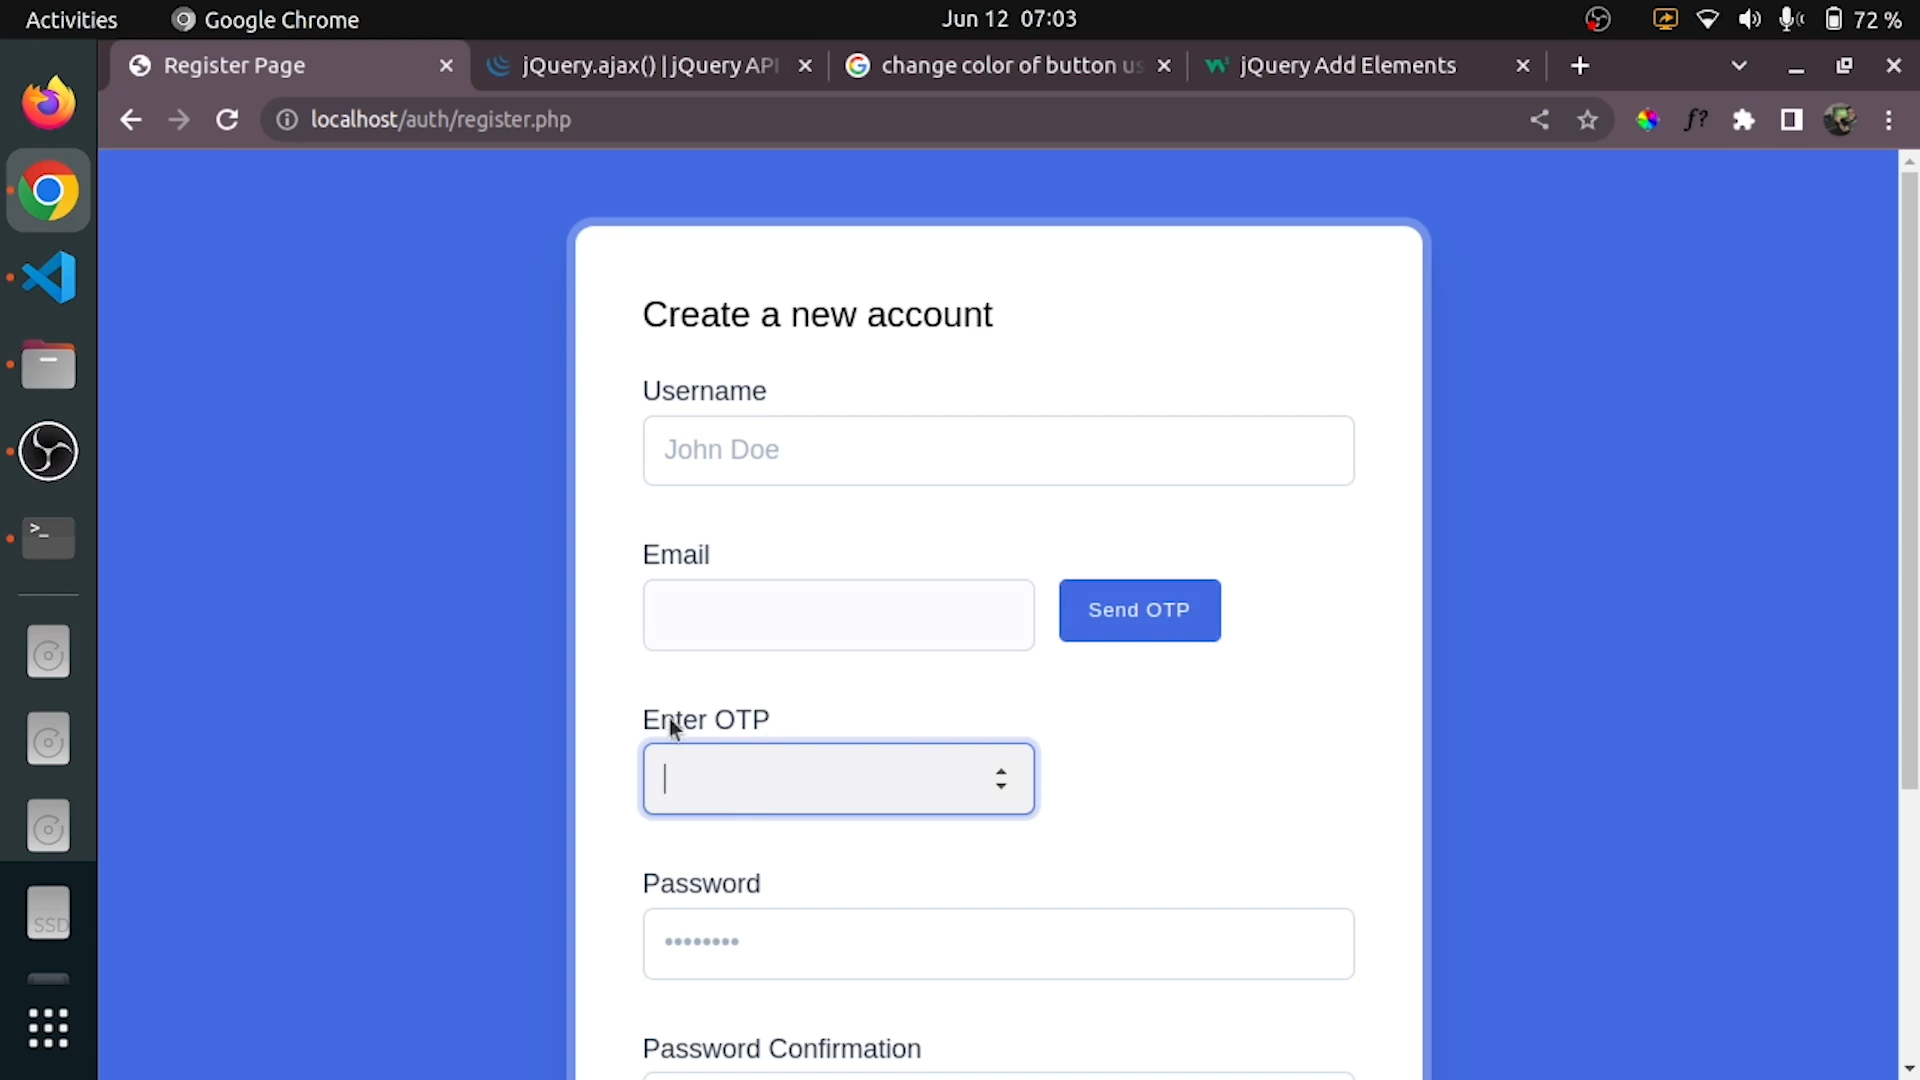 Activities Google Chrome Jun 12 07:03 72 %
Register Page jQuery.ajax() | jQuery API change color of button us jQuery Add Elements
localhost/auth/register.php f?
Create a new account
Username
John Doe
Email
Send OTP
Enter OTP
Password
••••••••
SSD
Password Confirmation